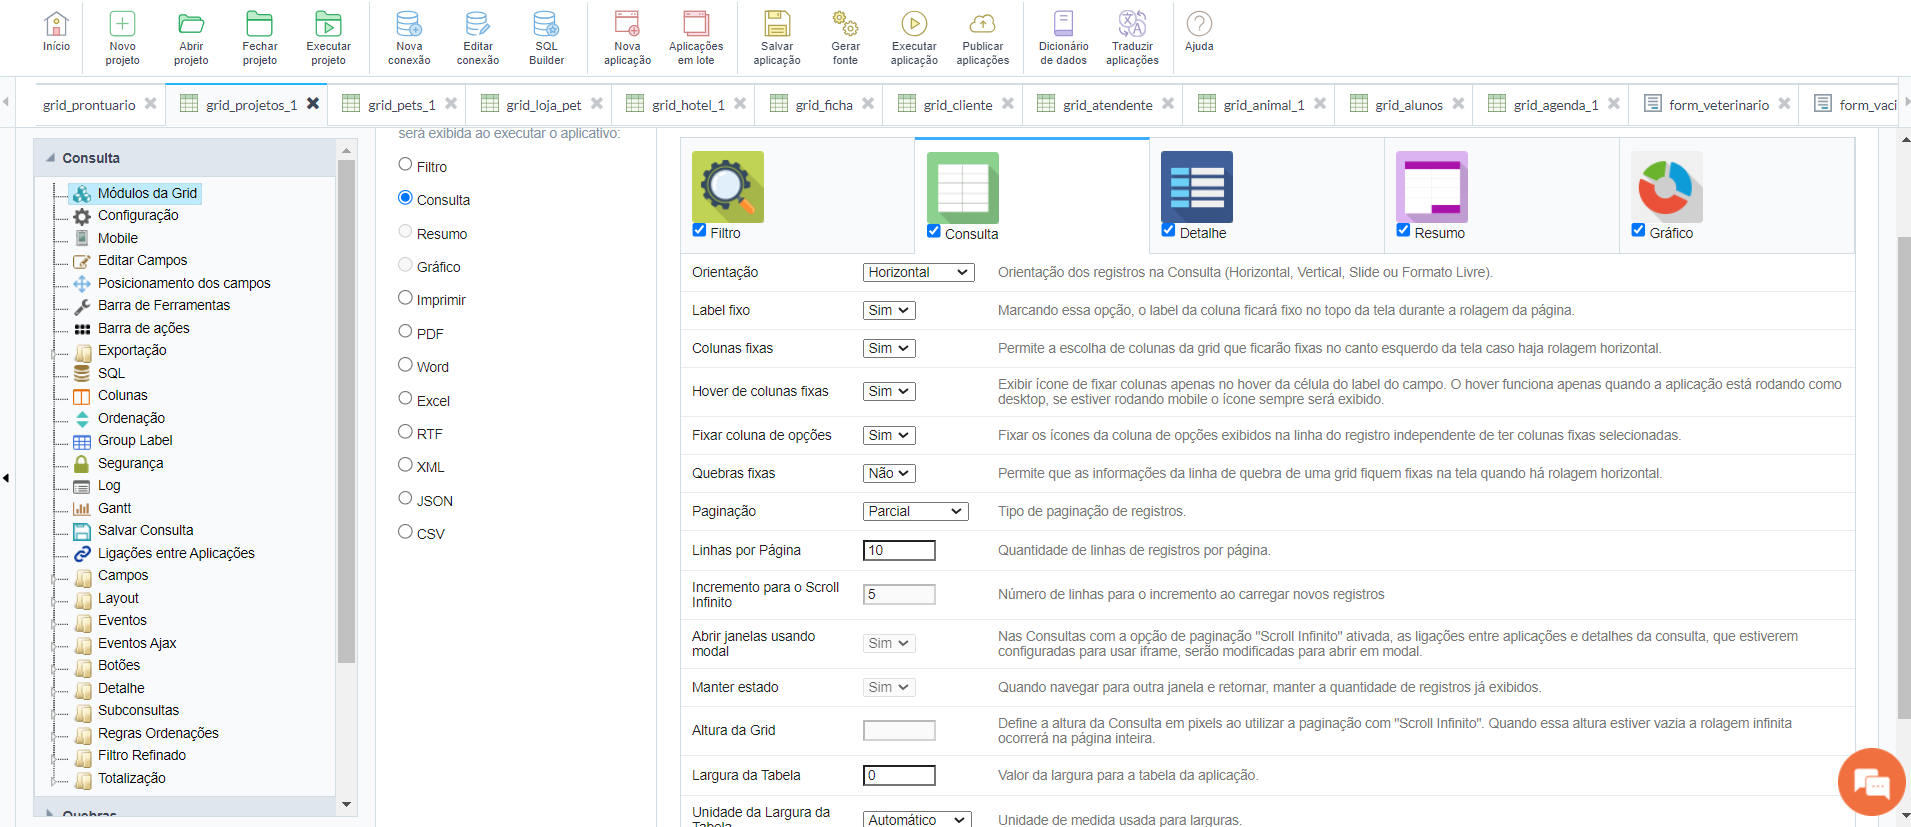 Início
Novo projeto
Abrir projeto
Fechar projeto
Executar projeto
Nova conexão
Editar conexão
SQL Builder
Nova aplicação
Aplicações em lote
Salvar aplicação
Gerar fonte
Executar aplicação
Publicar aplicações
Dicionário de dados
Traduzir aplicações
Ajuda
grid_prontuario
grid_projetos_1
grid_pets_1
grid_loja_pet
grid_hotel_1
grid_ficha
grid_cliente
grid_atendente
grid_animal_1
grid_alunos
grid_agenda_1
form_veterinario
form_vaci
Consulta
Módulos da Grid
Configuração
Mobile
Editar Campos
Posicionamento dos campos
Barra de Ferramentas
Barra de ações
Exportação
SQL
Colunas
Ordenação
Group Label
Segurança
Log
Gantt
Salvar Consulta
Ligações entre Aplicações
Campos
Layout
Eventos
Eventos Ajax
Botões
Detalhe
Subconsultas
Regras Ordenações
Filtro Refinado
Totalização
Quebras
será exibida ao executar o aplicativo:
Filtro
Consulta
Resumo
Gráfico
Imprimir
PDF
Word
Excel
RTF
XML
JSON
CSV
Filtro
Consulta
Detalhe
Resumo
Gráfico
Orientação Horizontal Orientação dos registros na Consulta (Horizontal, Vertical, Slide ou Formato Livre).
Label fixo Sim Marcando essa opção, o label da coluna ficará fixo no topo da tela durante a rolagem da página.
Colunas fixas Sim Permite a escolha de colunas da grid que ficarão fixas no canto esquerdo da tela caso haja rolagem horizontal.
Hover de colunas fixas Sim Exibir ícone de fixar colunas apenas no hover da célula do label do campo. O hover funciona apenas quando a aplicação está rodando como
desktop, se estiver rodando mobile o ícone sempre será exibido.
Fixar coluna de opções Sim Fixar os ícones da coluna de opções exibidos na linha do registro independente de ter colunas fixas selecionadas.
Quebras fixas Não Permite que as informações da linha de quebra de uma grid fiquem fixas na tela quando há rolagem horizontal.
Paginação Parcial Tipo de paginação de registros.
Linhas por Página 10 Quantidade de linhas de registros por página.
Incremento para o Scroll
Infinito 5 Número de linhas para o incremento ao carregar novos registros
Abrir janelas usando
modal Sim Nas Consultas com a opção de paginação "Scroll Infinito" ativada, as ligações entre aplicações e detalhes da consulta, que estiverem
configuradas para usar iframe, serão modificadas para abrir em modal.
Manter estado Sim Quando navegar para outra janela e retornar, manter a quantidade de registros já exibidos.
Altura da Grid Define a altura da Consulta em pixels ao utilizar a paginação com "Scroll Infinito". Quando essa altura estiver vazia a rolagem infinita
ocorrerá na página inteira.
Largura da Tabela 0 Valor da largura para a tabela da aplicação.
Unidade da Largura da
Tabela Automático Unidade de medida usada para larguras.